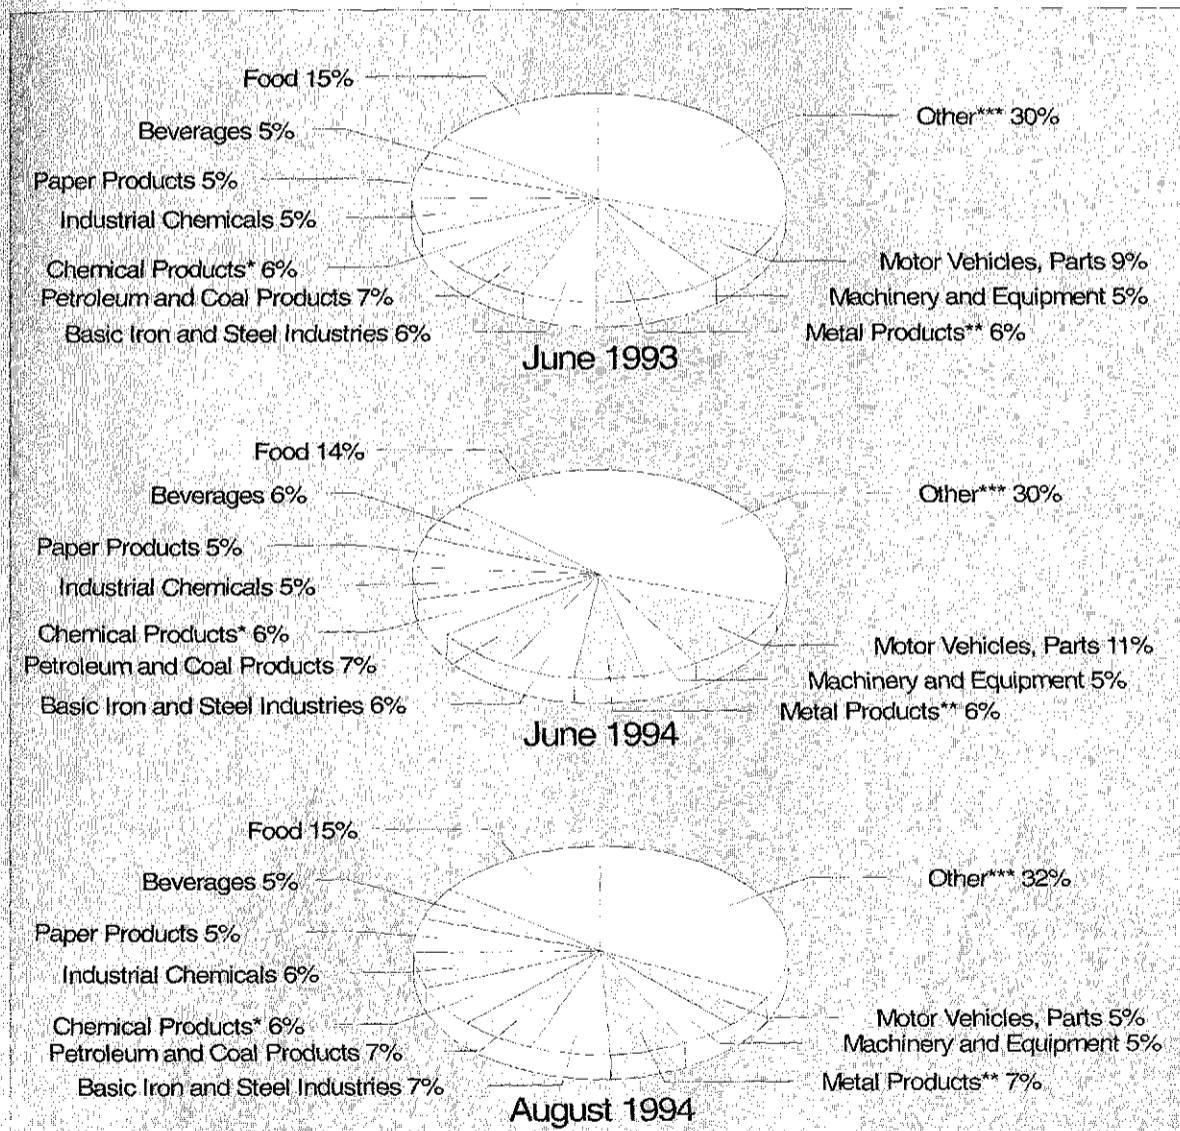 Food 15%
Other*** 30%
Beverages 5%
Paper Products 5%
Industrial Chemicals 5%
Chemical Products* 6%
Motor Vehicles, Parts 9%
Petroleum and Coal Products 7%
Machinery and Equipment 5%
Basic Iron and Steel Industries 6%
Metal Products** 6%
June 1993
Food 14%
Other*** 30%
Beverages 6%
Paper Products 5%
Industrial Chemicals 5%
Chemical Products* 6%
Motor Vehicles, Parts 11%
Petroleum and Coal Products 7%
Machinery and Equipment 5%
Basic Iron and Steel Industries 6%
Metal Products** 6%
June 1994
Food 15%
Other*** 32%
Beverages 5%
Paper Products 5%
Industrial Chemicals 6%
Chemical Products* 6%
Motor Vehicles, Parts 5%
Petroleum and Coal Products 7%
Machinery and Equipment 5%
Basic Iron and Steel Industries 7%
Metal Products** 7%
August 1994